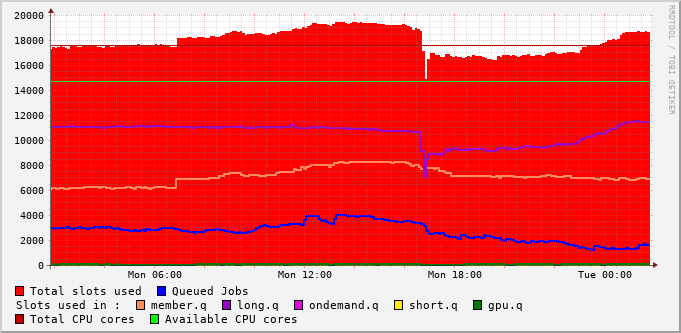 20000
18000
16000
14000
12000
10000
8000
6000
4000
2000
0
Mon 06:00 Mon 12:00 Mon 18:00 Tue 00:00
RRDTOOL / TOBI OETIKER
Total slots used Queued Jobs
Slots used in : member.q long.q ondemand.q short.q gpu.q
Total CPU cores Available CPU cores